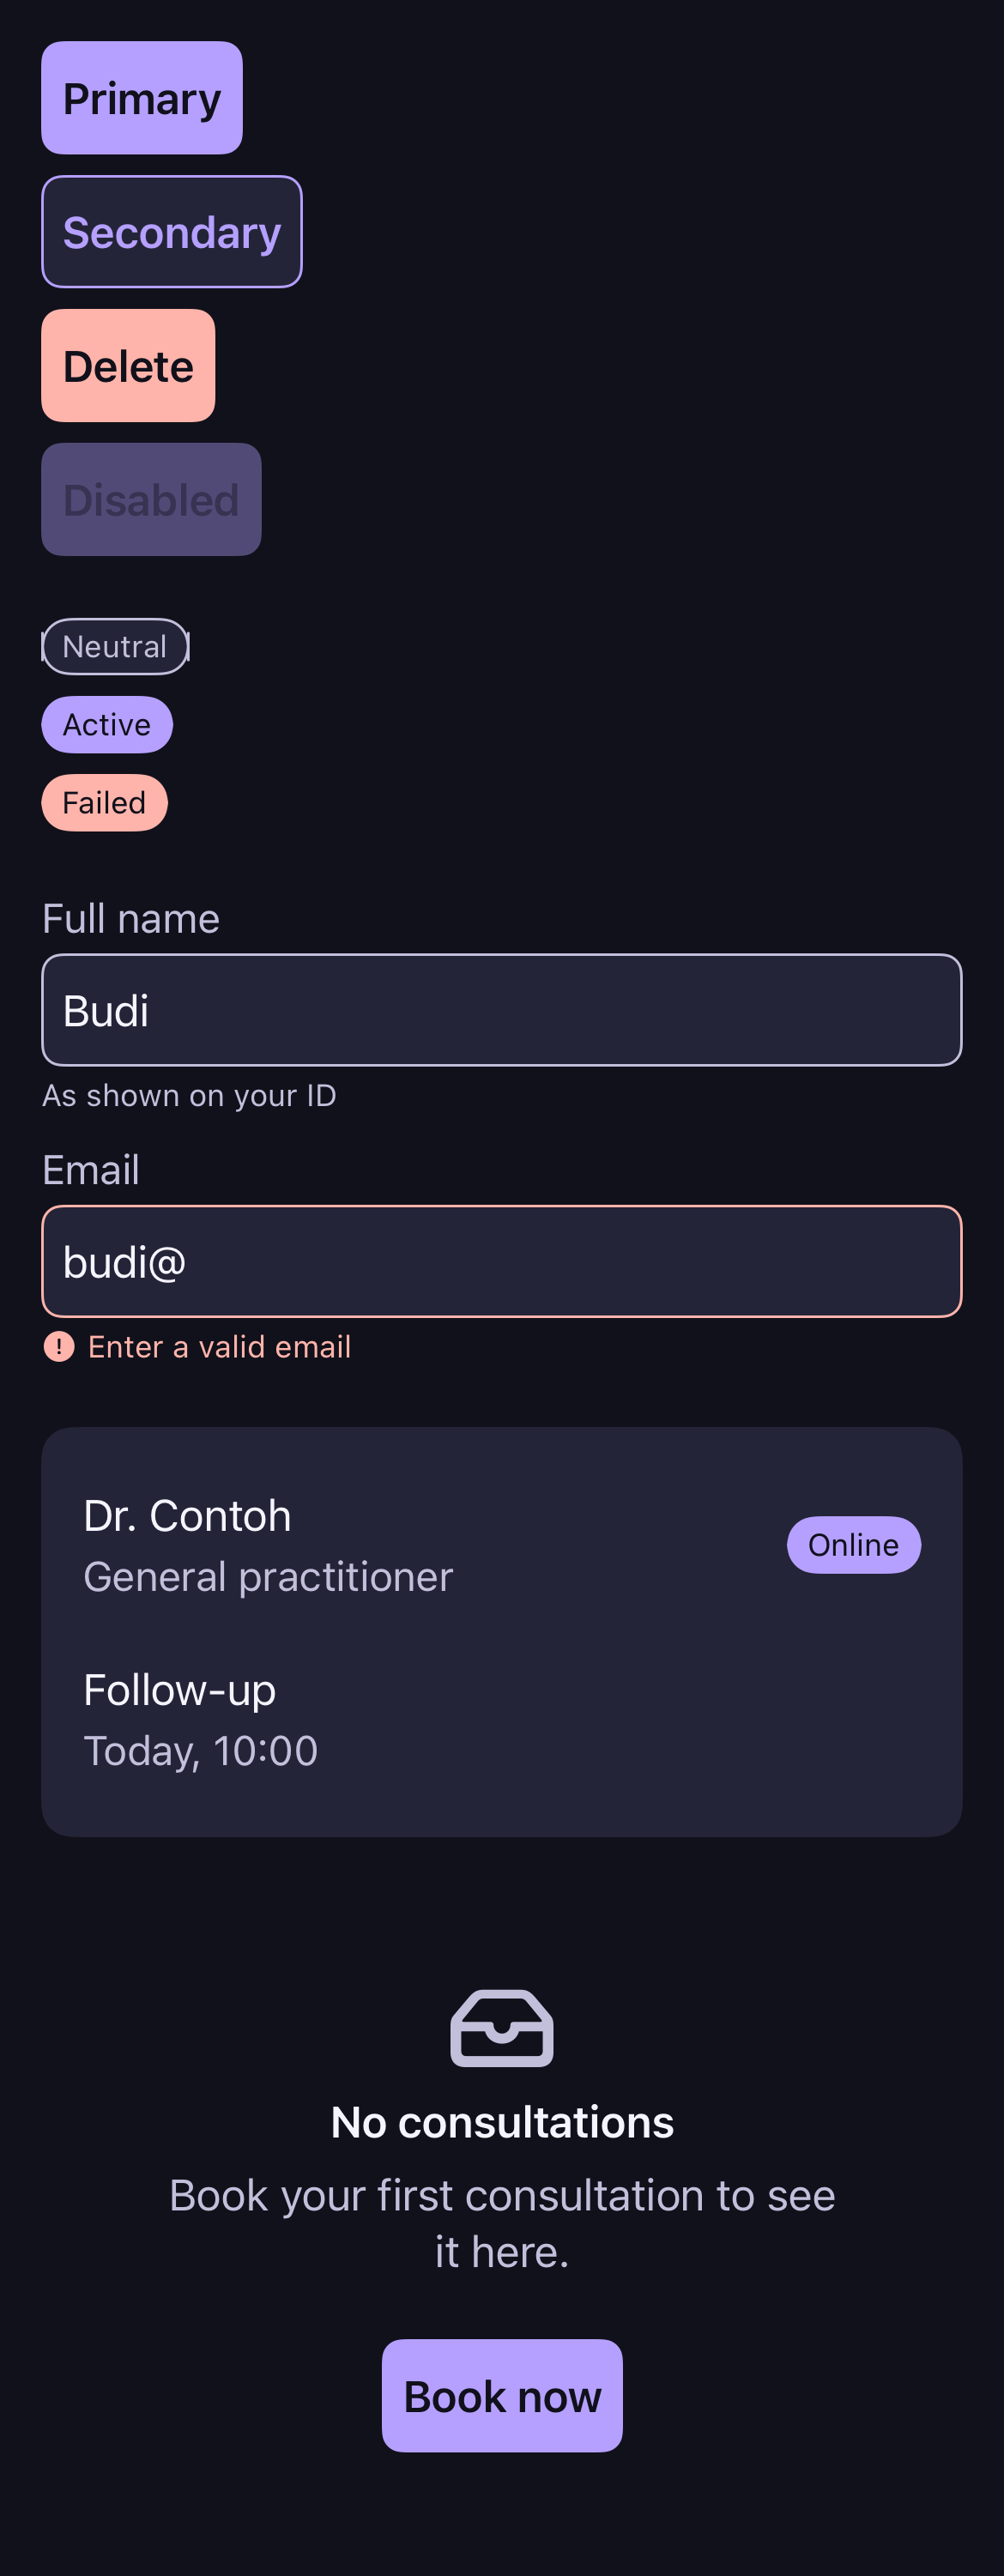 Primary
Secondary
Delete
Disabled
Neutral
Active
Failed
Full name
Budi
As shown on your ID
Email
budi@
! Enter a valid email
Dr. Contoh
General practitioner
Online
Follow-up
Today, 10:00
No consultations
Book your first consultation to see
it here.
Book now